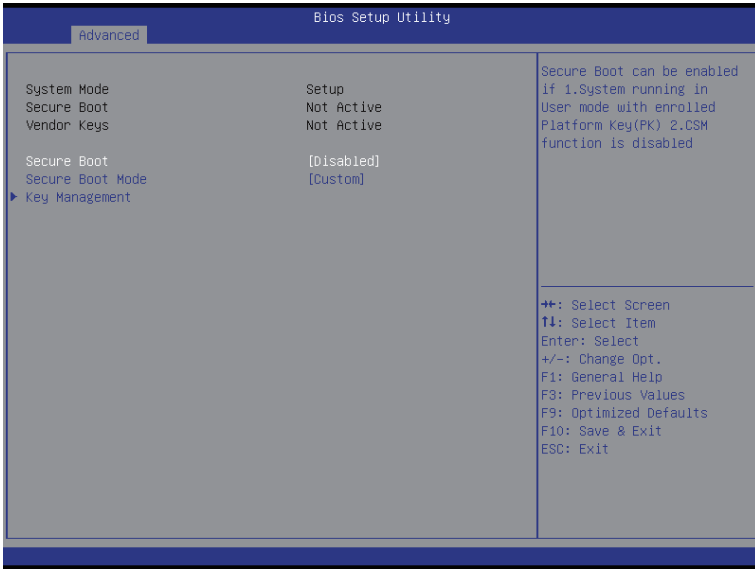 Bios Setup Utility
Advanced
System Mode Setup
Secure Boot Not Active
Vendor Keys Not Active
Secure Boot [Disabled]
Secure Boot Mode [Custom]
Key Management
Secure Boot can be enabled
if 1.System running in
User mode with enrolled
Platform Key(PK) 2.CSM
function is disabled
→←: Select Screen
↑↓: Select Item
Enter: Select
+/-: Change Opt.
F1: General Help
F3: Previous Values
F9: Optimized Defaults
F10: Save & Exit
ESC: Exit